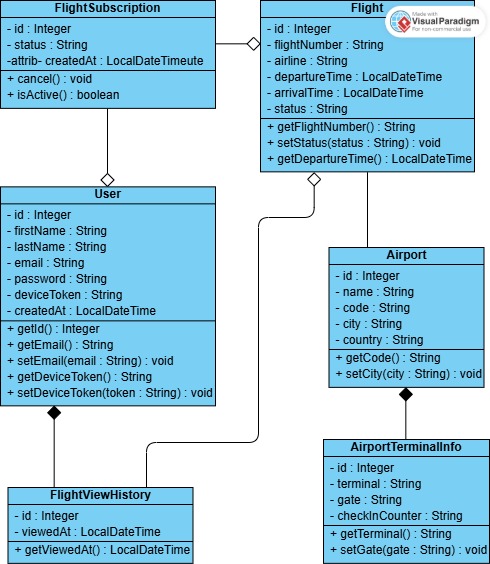 FlightSubscription
- id : Integer
- status : String
-attrib- createdAt : LocalDateTimeute
+ cancel() : void
+ isActive() : boolean
Flight
- id : Integer
- flightNumber : String
- airline : String
- departureTime : LocalDateTime
- arrivalTime : LocalDateTime
- status : String
+ getFlightNumber() : String
+ setStatus(status : String) : void
+ getDepartureTime() : LocalDateTime
Made with
Visual Paradigm
For non-commercial use
User
- id : Integer
- firstName : String
- lastName : String
- email : String
- password : String
- deviceToken : String
- createdAt : LocalDateTime
+ getId() : Integer
+ getEmail() : String
+ setEmail(email : String) : void
+ getDeviceToken() : String
+ setDeviceToken(token : String) : void
Airport
- id : Integer
- name : String
- code : String
- city : String
- country : String
+ getCode() : String
+ setCity(city : String) : void
FlightViewHistory
- id : Integer
- viewedAt : LocalDateTime
+ getViewedAt() : LocalDateTime
AirportTerminalInfo
- id : Integer
- terminal : String
- gate : String
- checkInCounter : String
+ getTerminal() : String
+ setGate(gate : String) : void